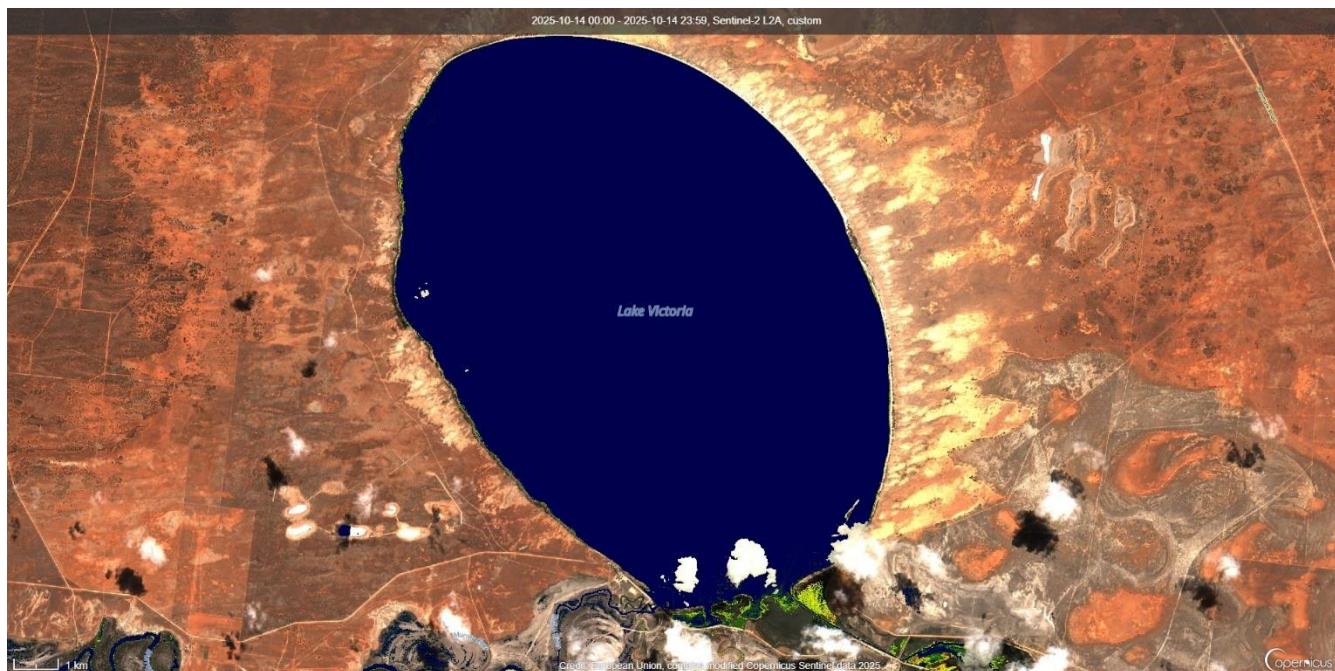 2025-10-14 00:00 - 2025-10-14 23:59, Sentinel-2 L2A, custom
Lake Victoria
1 km
Credit: European Union, contains modified Copernicus Sentinel data 2025
opernicus